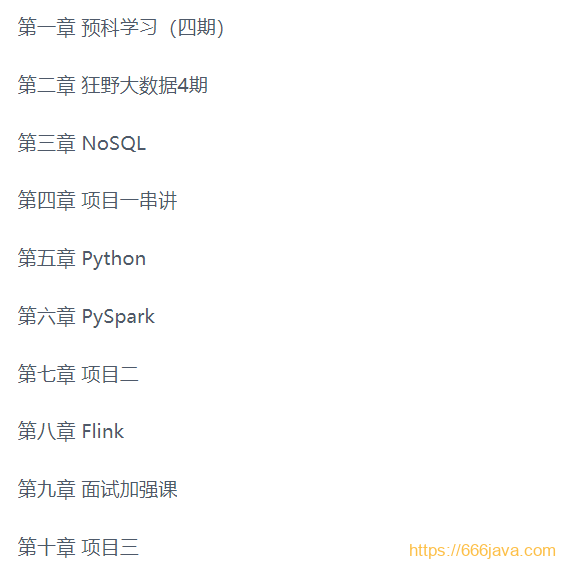 第一章 预科学习（四期）
第二章 狂野大数据4期
第三章 NoSQL
第四章 项目一串讲
第五章 Python
第六章 PySpark
第七章 项目二
第八章 Flink
第九章 面试加强课
第十章 项目三
https://666java.com